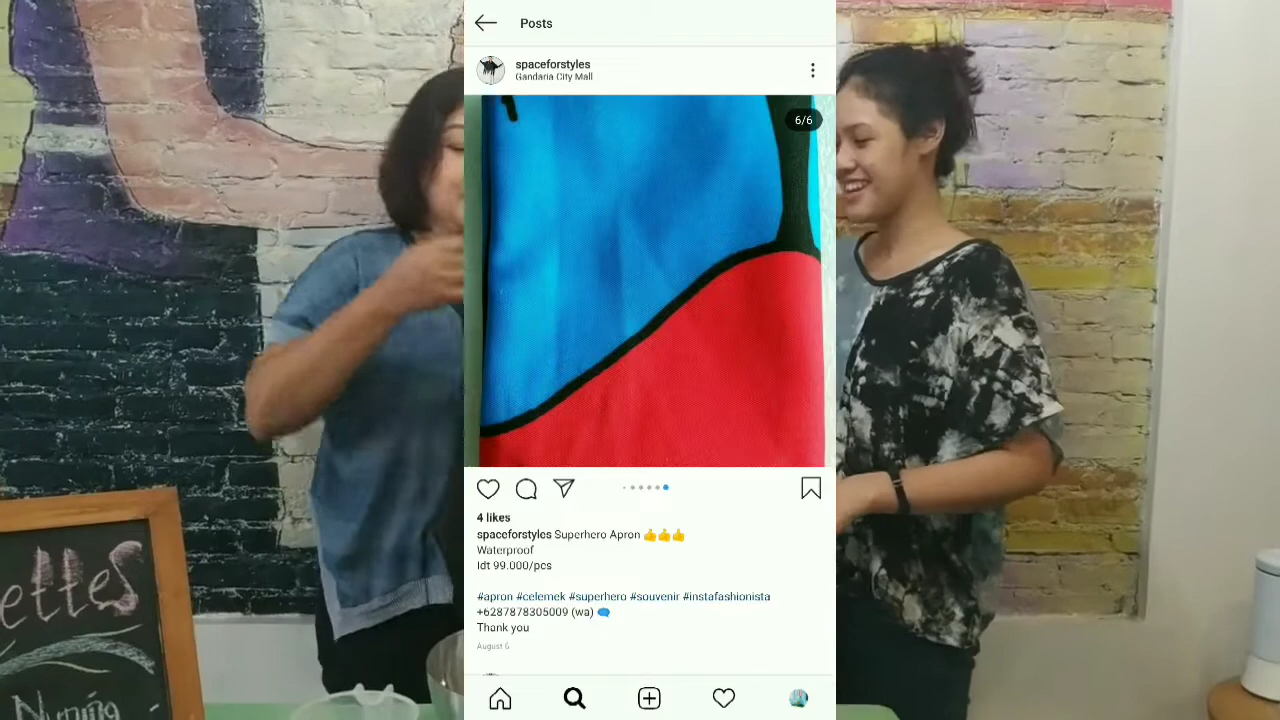 Posts
spaceforstyles
Gandaria City Mall
6/6
4 likes
spaceforstyles Superhero Apron 👍👍👍
Waterproof
Idt 99.000/pcs
#apron #celemek #superhero #souvenir #instafashionista
+6287878305009 (wa) 🗨
Thank you
August 6
ettes